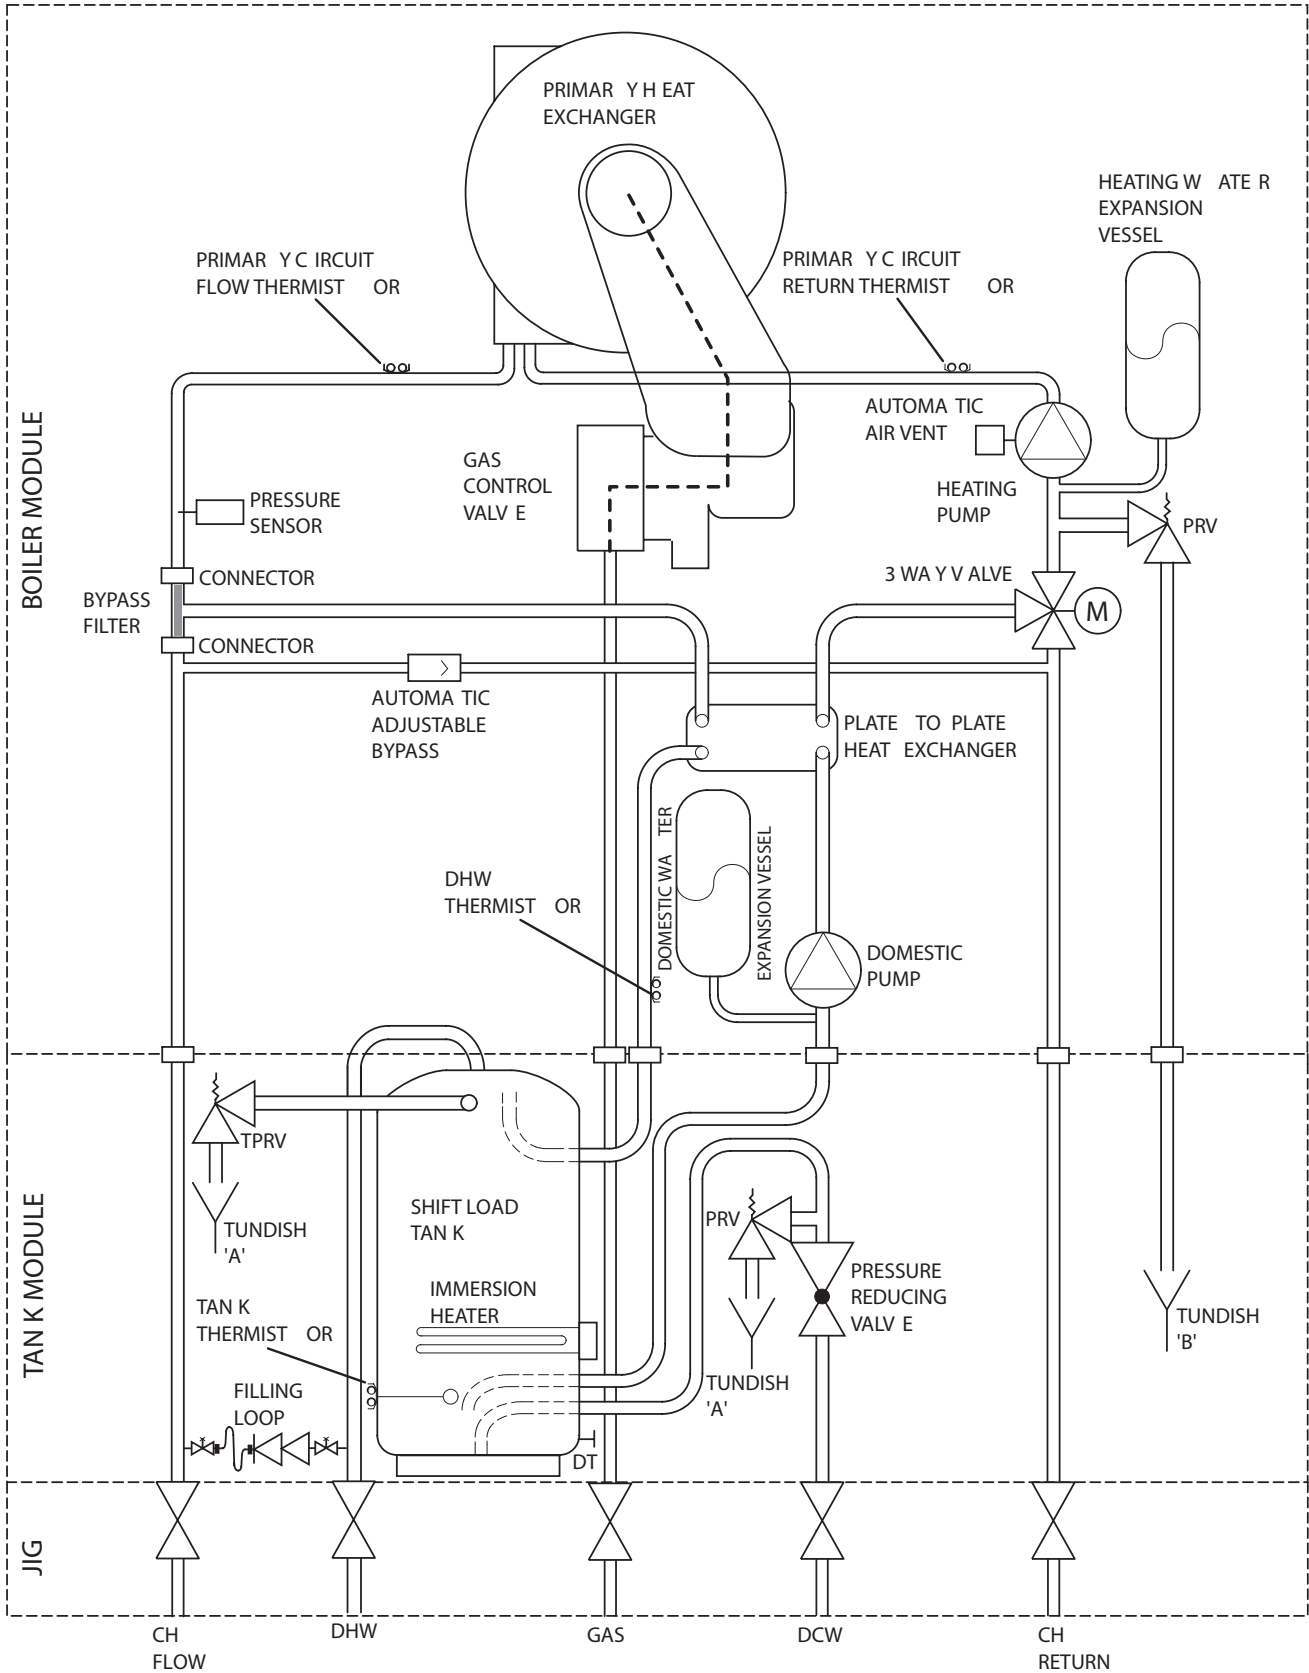 PRIMAR Y H EAT
EXCHANGER
HEATING W ATE R
EXPANSION
VESSEL
PRIMAR Y C IRCUIT
FLOW THERMIST OR
PRIMAR Y C IRCUIT
RETURN THERMIST OR
AUTOMA TIC
AIR VENT
BOILER MODULE
GAS
CONTROL
VALV E
HEATING
PUMP
PRESSURE
SENSOR
PRV
CONNECTOR
3 WA Y V ALVE
M
BYPASS
FILTER
CONNECTOR
AUTOMA TIC
ADJUSTABLE
BYPASS
PLATE TO PLATE
HEAT EXCHANGER
DOMESTIC WA TER
EXPANSION VESSEL
DHW
THERMIST OR
DOMESTIC
PUMP
TPRV
TUNDISH
'A'
TAN K MODULE
SHIFT LOAD
TAN K
PRV
IMMERSION
HEATER
PRESSURE
REDUCING
VALV E
TAN K
THERMIST OR
TUNDISH
'B'
TUNDISH
'A'
FILLING
LOOP
DT
JIG
CH
FLOW
DHW
GAS
DCW
CH
RETURN